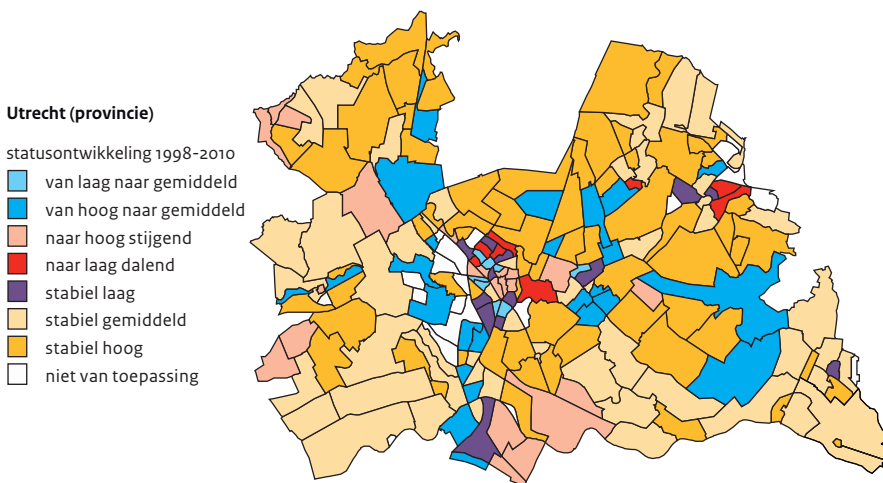 Utrecht (provincie)
statusontwikkeling 1998-2010
van laag naar gemiddeld
van hoog naar gemiddeld
naar hoog stijgend
naar laag dalend
stabiel laag
stabiel gemiddeld
stabiel hoog
niet van toepassing